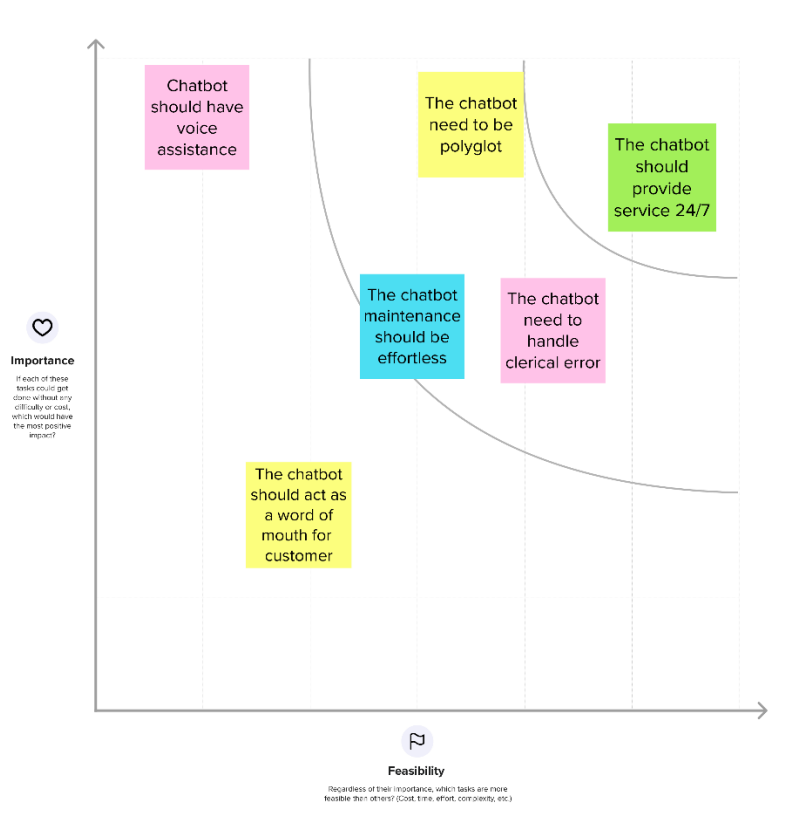 Chatbot
should have
voice
assistance
The chatbot
need to be
polyglot
The chatbot
should
provide
service 24/7
The chatbot
maintenance
should be
effortless
The chatbot
need to
handle
clerical error
Importance
If each of these
tasks could get
done without any
difficulty or cost,
which would have
the most positive
impact?
The chatbot
should act as
a word of
mouth for
customer
Feasibility
Regardless of their importance, which tasks are more
feasible than others? (Cost, time, effort, complexity, etc.)